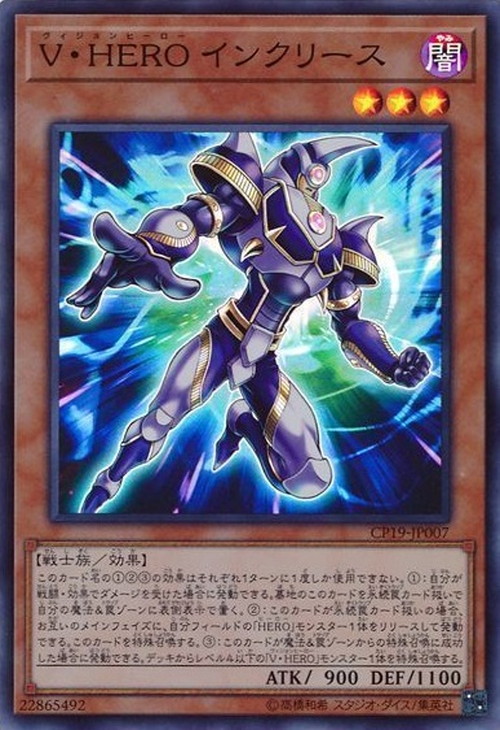 ヴィジョンヒーロー
V・HERO インクリース
やみ
闇
CP19-JP007
せんしぞく こうか
【戦士族／効果】
このカード名の①②③の効果はそれぞれ1ターンに1度しか使用できない。①：自分が
戦闘・効果でダメージを受けた場合に発動できる。墓地のこのカードを永続罠カード扱いで
自分の魔法＆罠ゾーンに表側表示で置く。②：このカードが永続罠カード扱いの場合、
お互いのメインフェイズに、自分フィールドの「HERO」モンスター1体をリリースして発動
できる。このカードを特殊召喚する。③：このカードが魔法＆罠ゾーンからの特殊召喚に成功
した場合に発動できる。デッキからレベル4以下の「V・HERO」モンスター1体を特殊召喚する。
ATK/ 900 DEF/1100
22865492
©高橋和希 スタジオ・ダイス/集英社